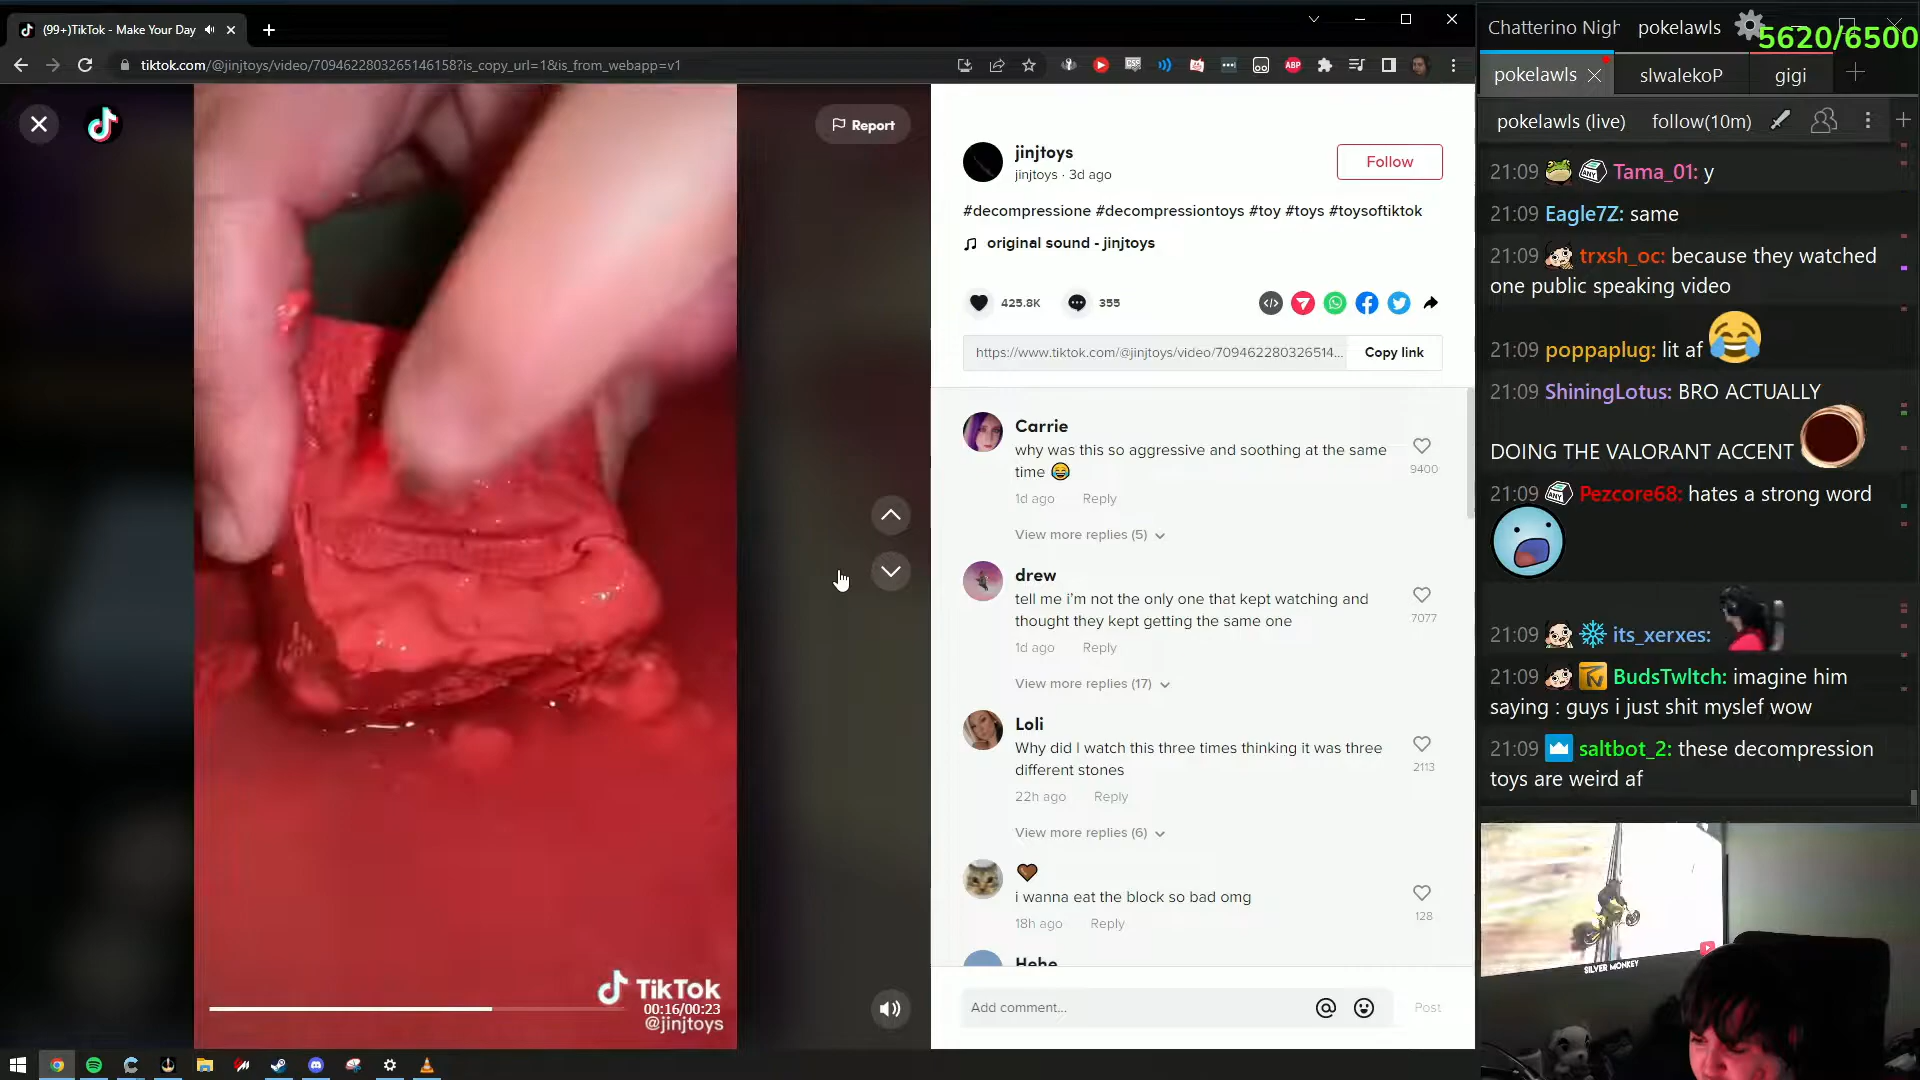 (99+)TikTok - Make Your Day
tiktok.com/@jinjtoys/video/7094622803265146158?is_copy_url=1&is_from_webapp=v1
Report
TikTok
00:16/00:23
@jinjtoys
jinjtoys
jinjtoys · 3d ago
Follow
#decompressione #decompressiontoys #toy #toys #toysoftiktok
original sound - jinjtoys
425.8K
355
https://www.tiktok.com/@jinjtoys/video/709462280326514...
Copy link
Carrie
why was this so aggressive and soothing at the same
time 😂
9400
1d ago Reply
View more replies (5)
drew
tell me i'm not the only one that kept watching and
thought they kept getting the same one
7077
1d ago Reply
View more replies (17)
Loli
Why did I watch this three times thinking it was three
different stones
2113
22h ago Reply
View more replies (6)
🤎
i wanna eat the block so bad omg
128
18h ago Reply
Hehe
Add comment...
Post
Chatterino Nigh
pokelawls
5620/6500
pokelawls
slwalekoP
gigi
pokelawls (live)
follow(10m)
21:09 Tama_01: y
21:09 Eagle7Z: same
21:09 trxsh_oc: because they watched
one public speaking video
21:09 poppaplug: lit af 😂
21:09 ShiningLotus: BRO ACTUALLY
DOING THE VALORANT ACCENT
21:09 Pezcore68: hates a strong word
21:09 its_xerxes:
21:09 BudsTwltch: imagine him
saying : guys i just shit myslef wow
21:09 saltbot_2: these decompression
toys are weird af
SILVER MONKEY